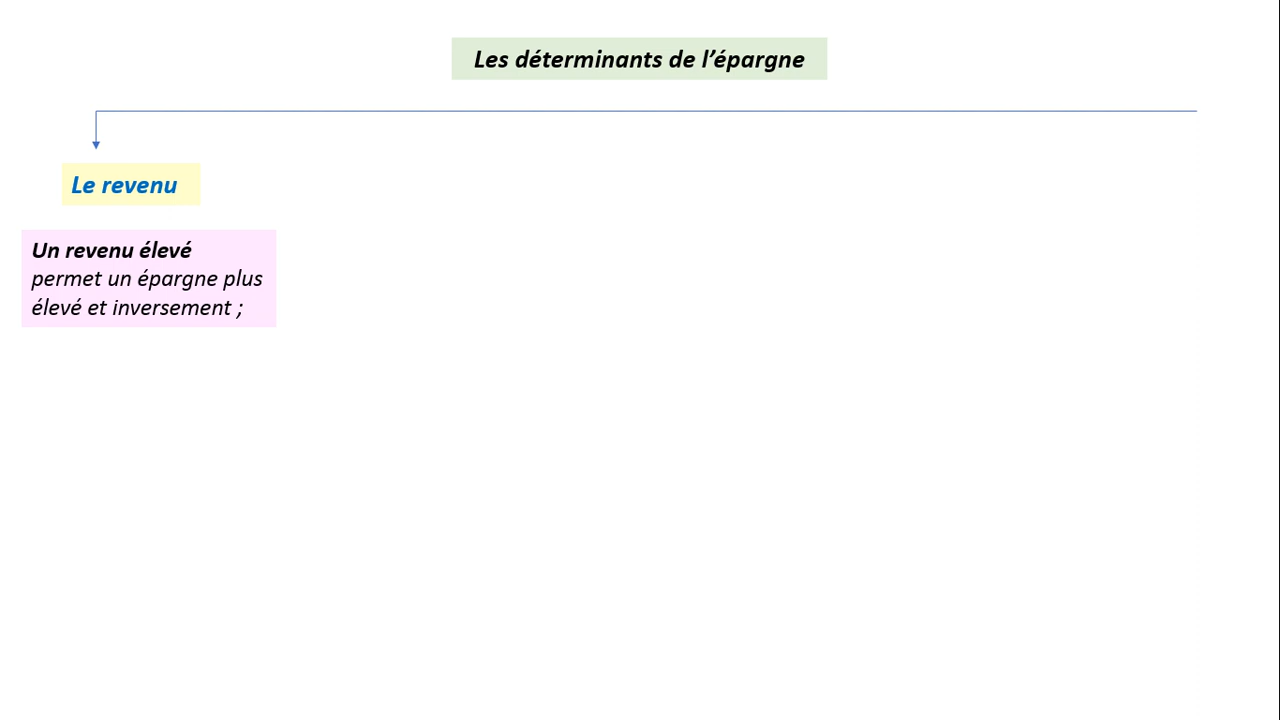 Les déterminants de l’épargne
Le revenu
Un revenu élevé
permet un épargne plus
élevé et inversement ;